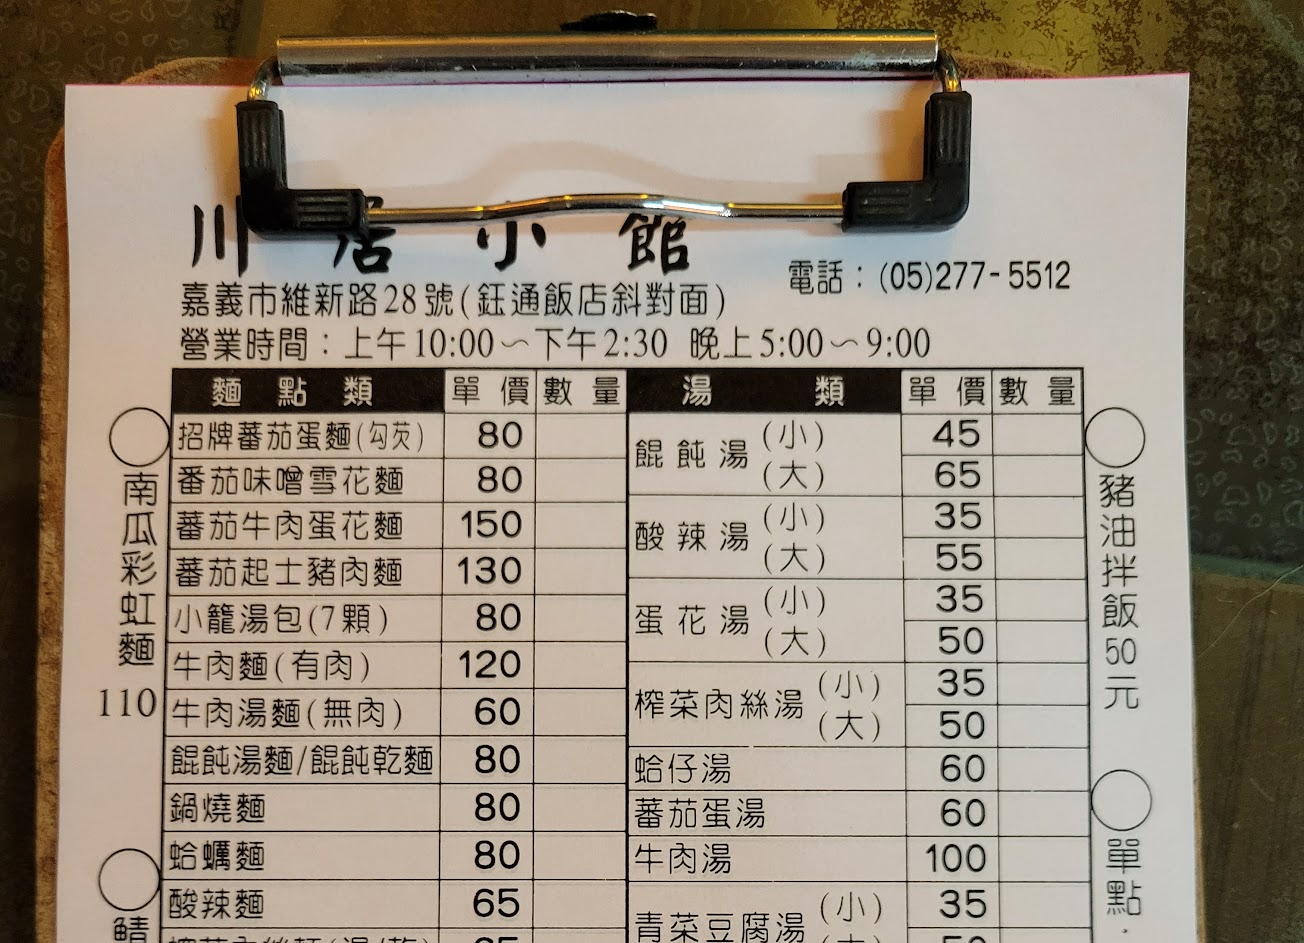 川居小館
電話：(05)277-5512
嘉義市維新路28號(鈺通飯店斜對面)
營業時間：上午10:00～下午2:30 晚上5:00～9:00
麵點類 單價 數量 湯類 單價 數量
招牌蕃茄蛋麵(勾芡) 80
番茄味噌雪花麵 80
蕃茄牛肉蛋花麵 150
蕃茄起士豬肉麵 130
小籠湯包(7顆) 80
牛肉麵(有肉) 120
牛肉湯麵(無肉) 60
餛飩湯麵/餛飩乾麵 80
鍋燒麵 80
蛤蠣麵 80
酸辣麵 65
餛飩湯 (小) 45
(大) 65
酸辣湯 (小) 35
(大) 55
蛋花湯 (小) 35
(大) 50
榨菜肉絲湯 (小) 35
(大) 50
蛤仔湯 60
蕃茄蛋湯 60
牛肉湯 100
青菜豆腐湯 (小) 35
南瓜彩虹麵
110
鯖
豬油拌飯50元
單點